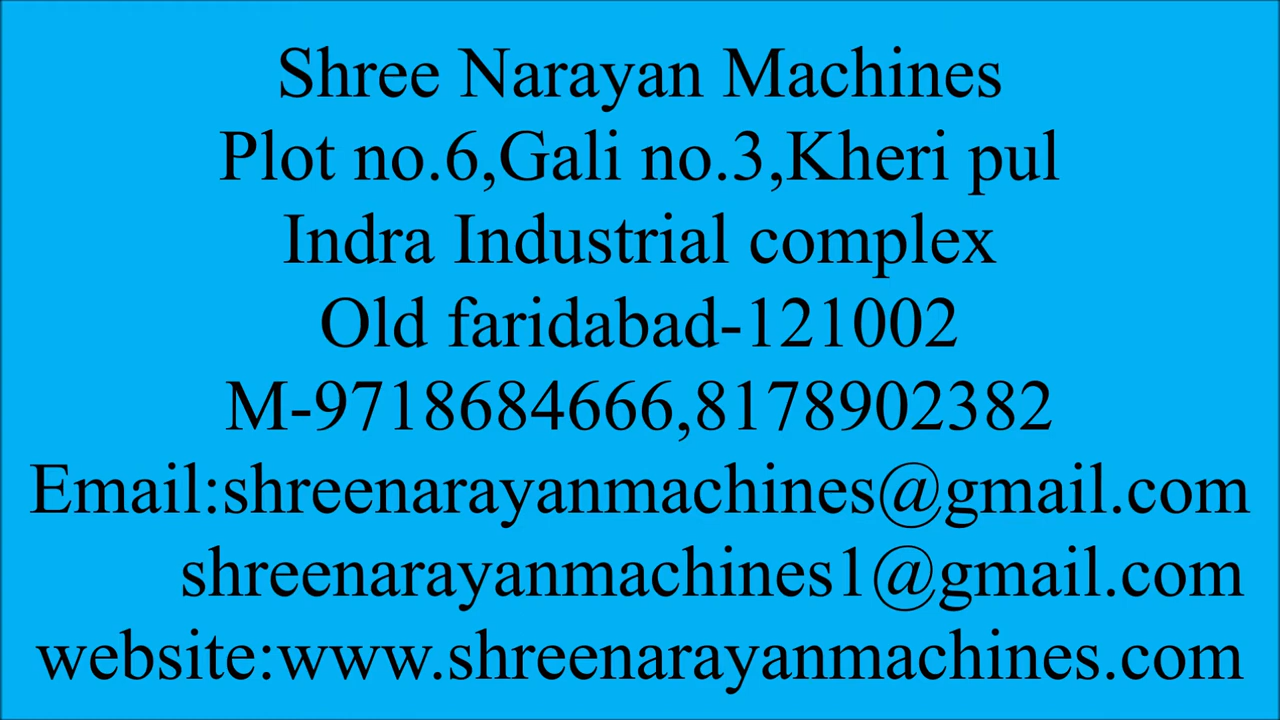 Shree Narayan Machines
Plot no.6,Gali no.3,Kheri pul
Indra Industrial complex
Old faridabad-121002
M-9718684666,8178902382
Email:shreenarayanmachines@gmail.com
shreenarayanmachines1@gmail.com
website:www.shreenarayanmachines.com